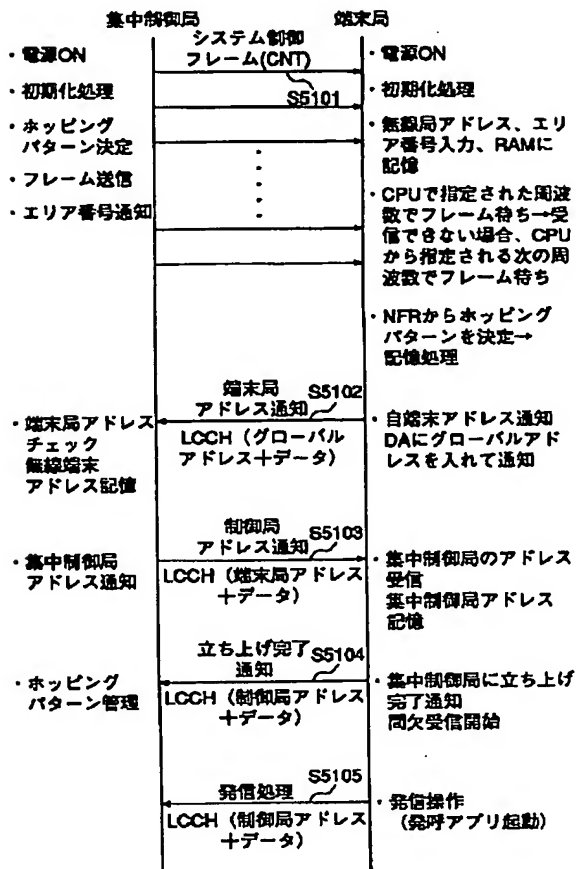 集中制御局
端末局
システム制御
フレーム(CNT)
S5101
・電源ON
・初期化処理
・ホッピング
パターン決定
・フレーム送信
・エリア番号通知
・電源ON
・初期化処理
・無線局アドレス、エリ
ア番号入力、RAMに
記憶
・CPUで指定された周波
数でフレーム待ち→受
信できない場合、CPU
から指定される次の周
波数でフレーム待ち
・NFRからホッピング
パターンを決定→
記憶処理
端末局
アドレス通知
S5102
LCCH(グローバル
アドレス+データ)
・端末局アドレス
チェック
無線端末
アドレス記憶
・自端末アドレス通知
DAにグローバルアド
レスを入れて通知
制御局
アドレス通知
S5103
LCCH(端末局アドレス
+データ)
・集中制御局
アドレス通知
・集中制御局のアドレス
受信
集中制御局アドレス
記憶
立ち上げ完了
通知
S5104
LCCH(制御局アドレス
+データ)
・ホッピング
パターン管理
・集中制御局に立ち上げ
完了通知
間欠受信開始
発信処理
S5105
LCCH(制御局アドレス
+データ)
・発信操作
(発呼アプリ起動)